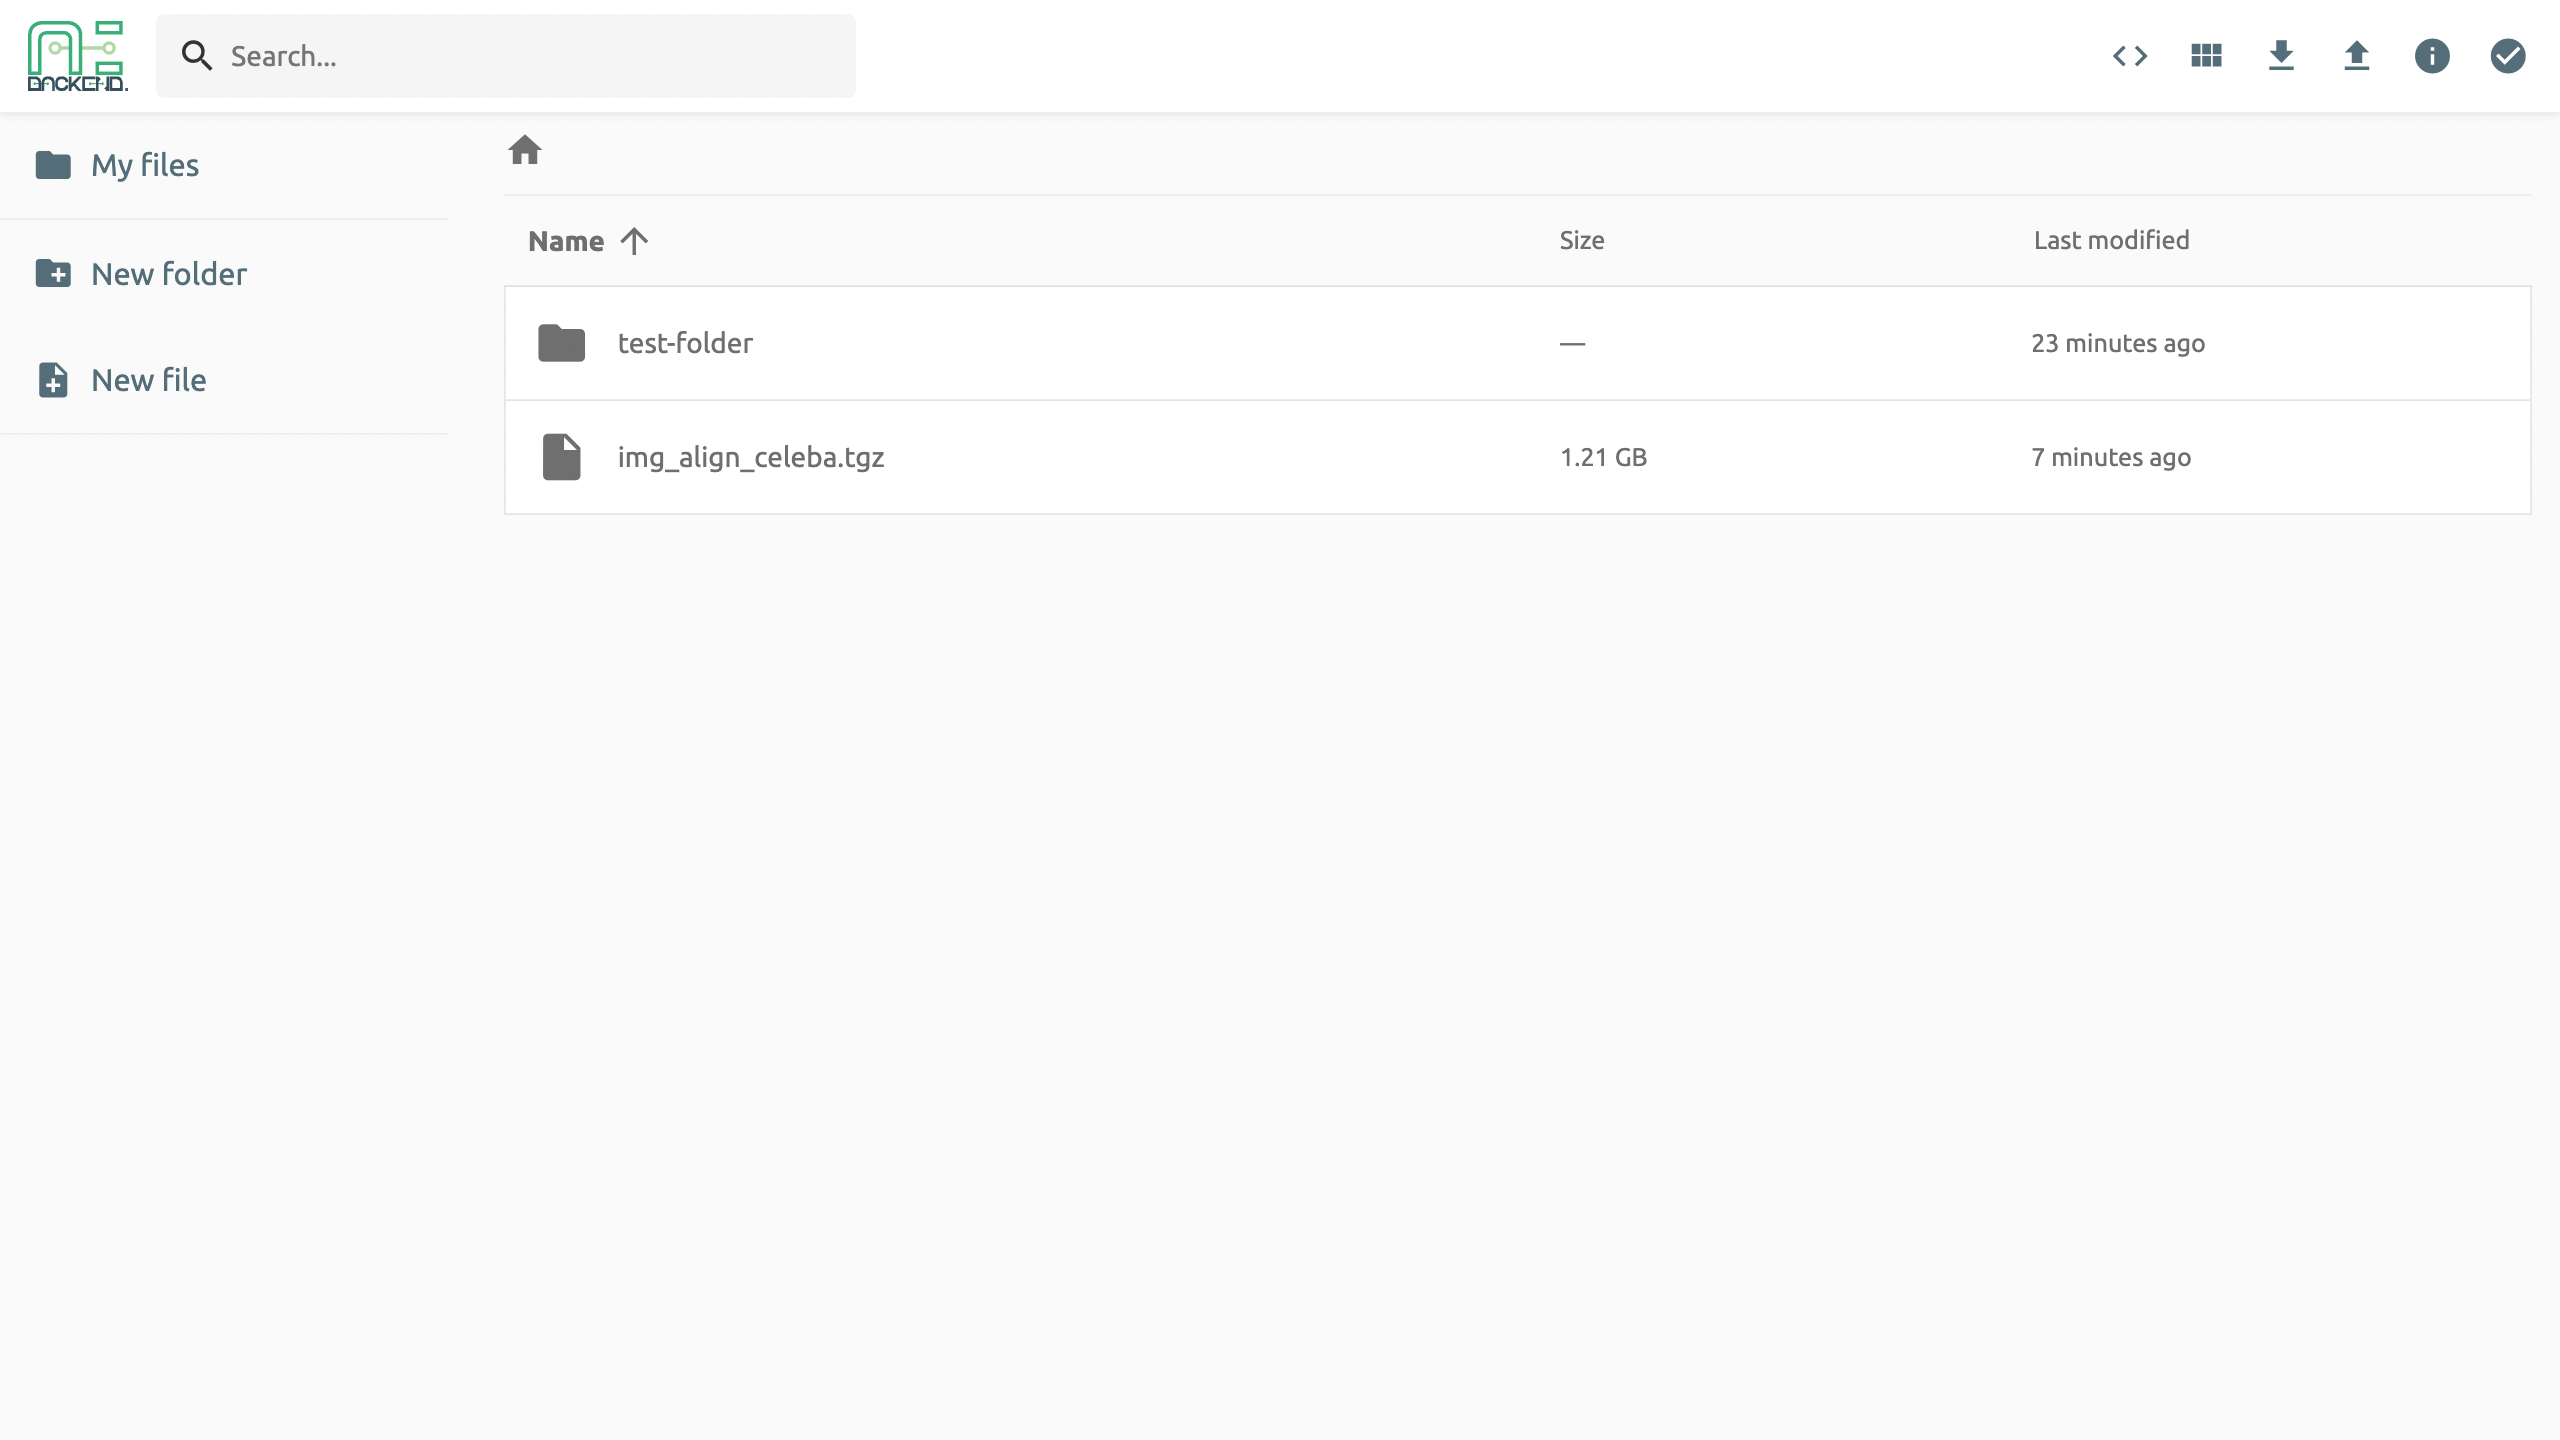 BACKEND.
Search...
My files
New folder
New file
Name Size Last modified
test-folder — 23 minutes ago
img_align_celeba.tgz 1.21 GB 7 minutes ago